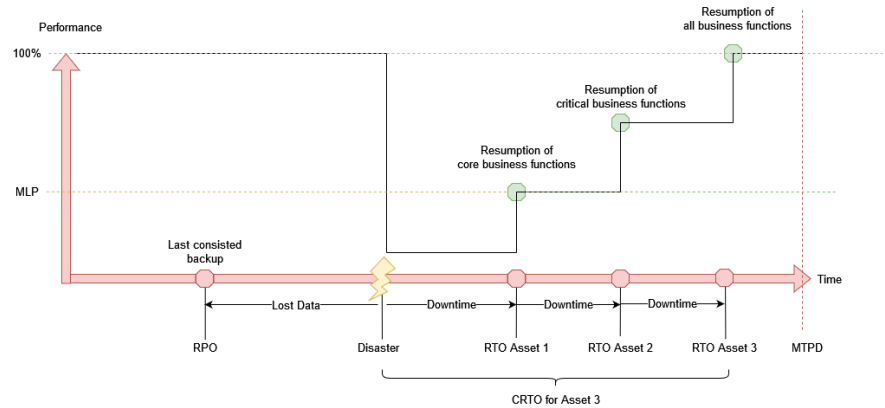 Resumption of
all business functions
Performance
100%
Resumption of
critical business functions
Resumption of
core business functions
MLP
Last consisted
backup
Time
Lost Data
Downtime
Downtime
Downtime
RPO
Disaster
RTO Asset 1
RTO Asset 2
RTO Asset 3
MTPD
CRTO for Asset 3